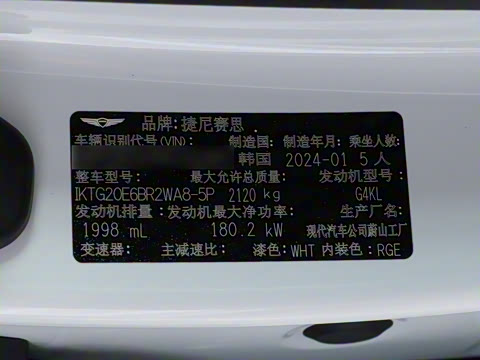 品牌:捷尼赛思
车辆识别代号(VIN): 制造国: 制造年月: 乘坐人数:
韩国 2024-01 5人
整车型号: 最大允许总质量: 发动机型号:
IKTG20E6BR2WA8-5P 2120 kg G4KL
发动机排量: 发动机最大净功率: 生产厂名:
1998 mL 180.2 kW 现代汽车公司蔚山工厂
变速器: 主减速比: 漆色: WHT 内装色: RGE